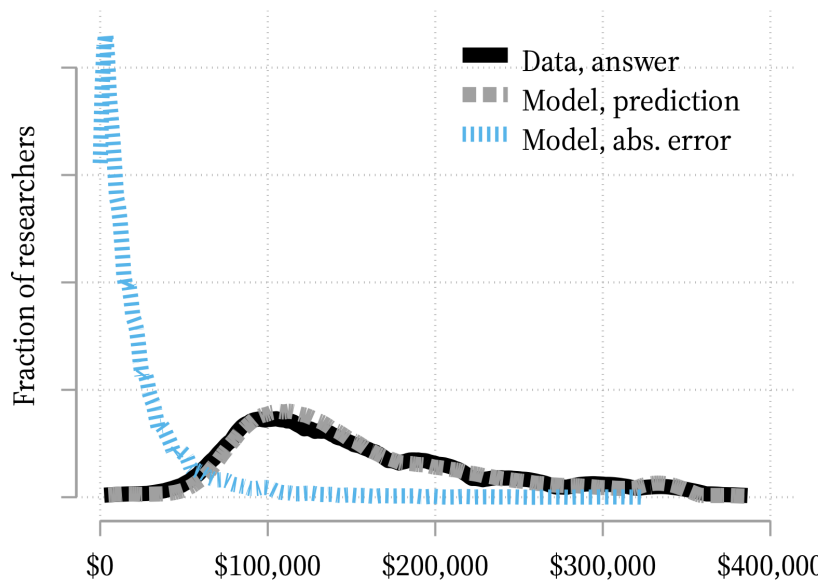 Data, answer
Model, prediction
Model, abs. error
Fraction of researchers
$0 $100,000 $200,000 $300,000 $400,000